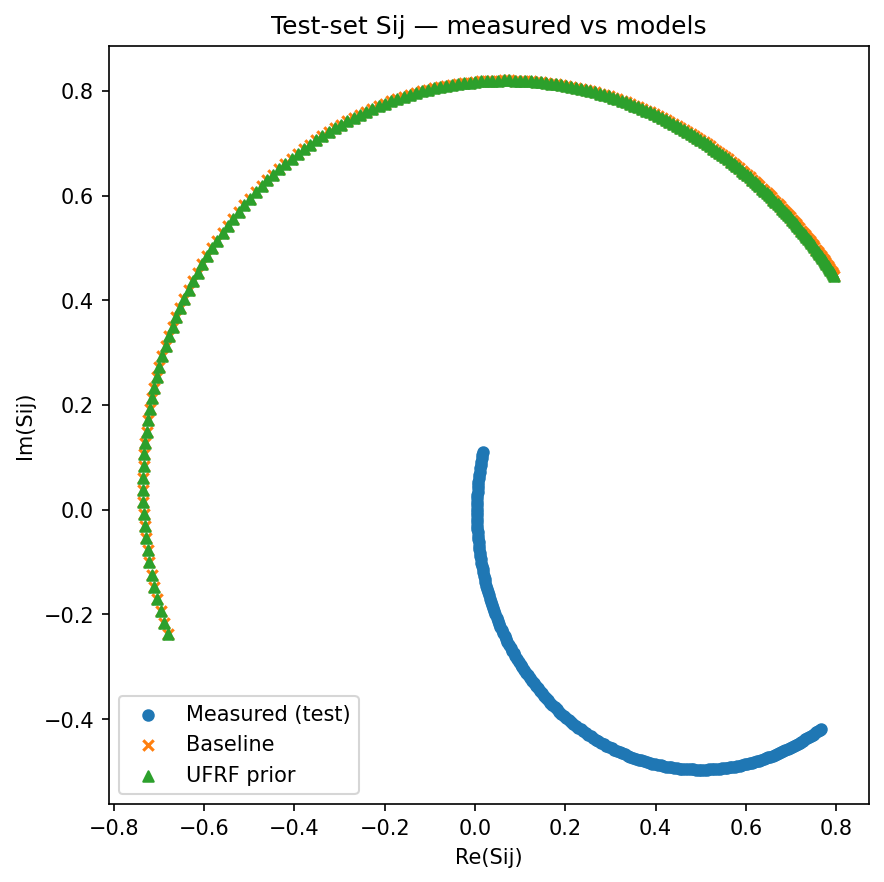 Test-set Sij — measured vs models
Im(Sij)
0.8
0.6
0.4
0.2
0.0
−0.2
−0.4
Measured (test)
Baseline
UFRF prior
−0.8 −0.6 −0.4 −0.2 0.0 0.2 0.4 0.6 0.8
Re(Sij)